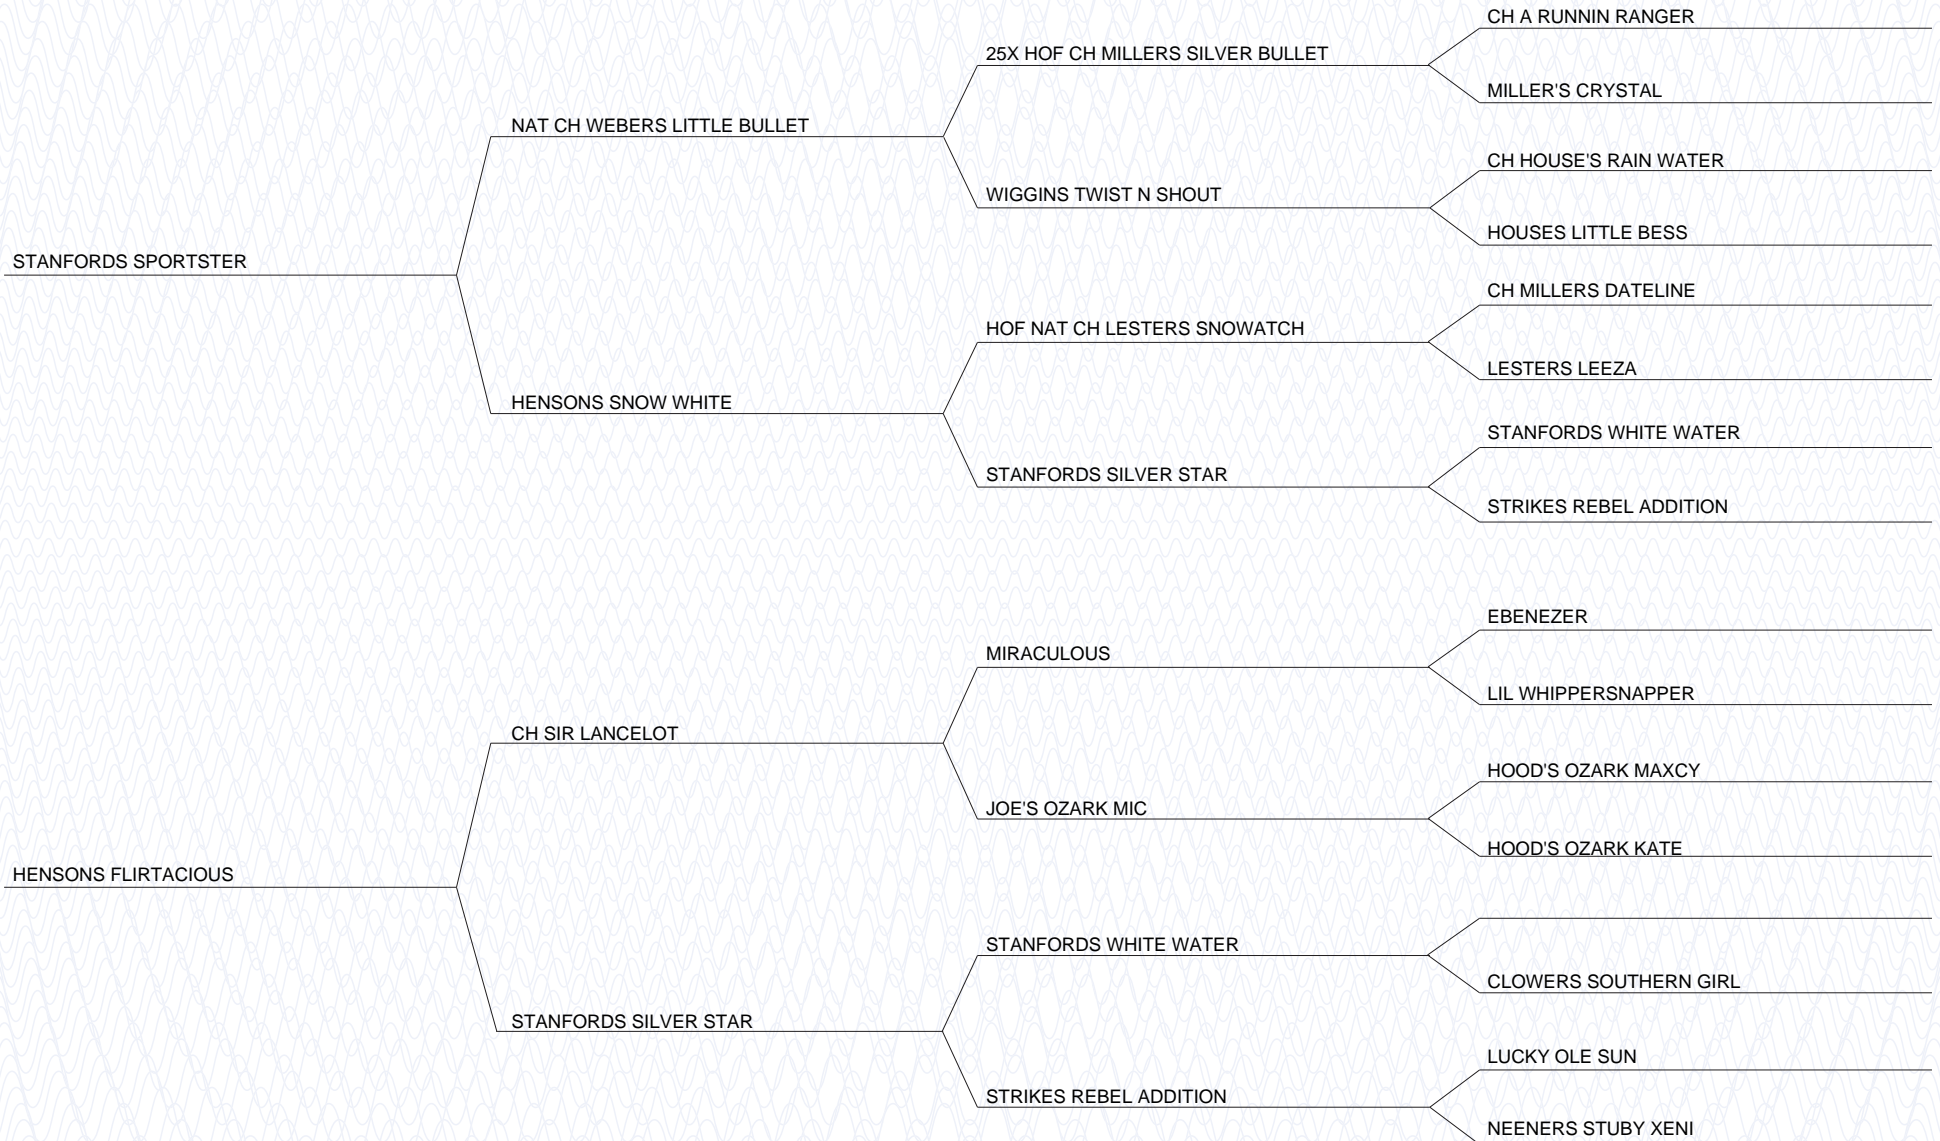 CH A RUNNIN RANGER
25X HOF CH MILLERS SILVER BULLET
MILLER'S CRYSTAL
NAT CH WEBERS LITTLE BULLET
CH HOUSE'S RAIN WATER
WIGGINS TWIST N SHOUT
HOUSES LITTLE BESS
STANFORDS SPORTSTER
CH MILLERS DATELINE
HOF NAT CH LESTERS SNOWATCH
LESTERS LEEZA
HENSONS SNOW WHITE
STANFORDS WHITE WATER
STANFORDS SILVER STAR
STRIKES REBEL ADDITION
EBENEZER
MIRACULOUS
LIL WHIPPERSNAPPER
CH SIR LANCELOT
HOOD'S OZARK MAXCY
JOE'S OZARK MIC
HOOD'S OZARK KATE
HENSONS FLIRTACIOUS
STANFORDS WHITE WATER
CLOWERS SOUTHERN GIRL
STANFORDS SILVER STAR
LUCKY OLE SUN
STRIKES REBEL ADDITION
NEENERS STUBY XENI